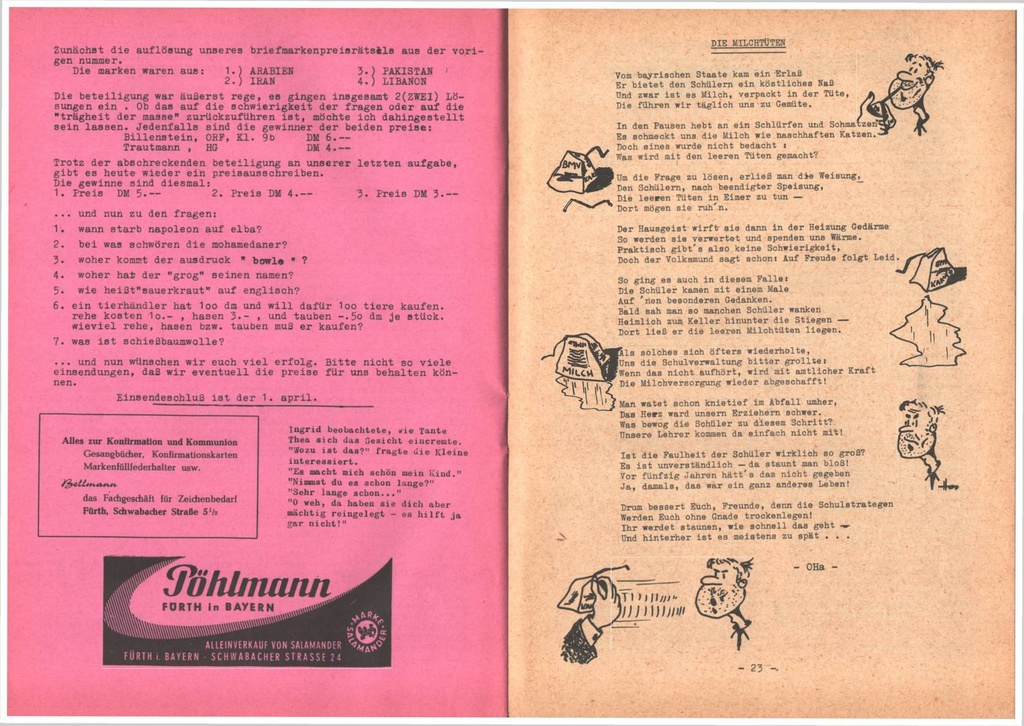 Zunächst die auflösung unseres briefmarkenpreisrätsels aus der vori-
gen nummer.
Die marken waren aus: 1.) ARABIEN 3.) PAKISTAN
2.) IRAN 4.) LIBANON
Die beteiligung war äußerst rege, es gingen insgesamt 2(ZWEI) Lö-
sungen ein . Ob das auf die schwierigkeit der fragen oder auf die
"trägheit der masse" zurückzuführen ist, möchte ich dahingestellt
sein lassen. Jedenfalls sind die gewinner der beiden preise:
Billenstein, ORF, Kl. 9b DM 6.--
Trautmann , HG DM 4.--
Trotz der abschreckenden beteiligung an unserer letzten aufgabe,
gibt es heute wieder ein preisausschreiben.
Die gewinne sind diesmal:
1. Preis DM 5.-- 2. Preis DM 4.-- 3. Preis DM 3.--
... und nun zu den fragen:
1. wann starb napoleon auf elba?
2. bei was schwören die mohamedaner?
3. woher kommt der ausdruck " bowle " ?
4. woher hat der "grog" seinen namen?
5. wie heißt"sauerkraut" auf englisch?
6. ein tierhändler hat 1oo dm und will dafür 1oo tiere kaufen.
rehe kosten 1o.- , hasen 3.- , und tauben -.5o dm je stück.
wieviel rehe, hasen bzw. tauben muß er kaufen?
7. was ist schießbaumwolle?
... und nun wünschen wir euch viel erfolg. Bitte nicht so viele
einsendungen, daß wir eventuell die preise für uns behalten kön-
nen.
Einsendeschluß ist der 1. april.
Alles zur Konfirmation und Kommunion
Gesangbücher, Konfirmationskarten
Markenfüllfederhalter usw.
Bellmann
das Fachgeschäft für Zeichenbedarf
Fürth, Schwabacher Straße 5½
Ingrid beobachtete, wie Tante
Thea sich das Gesicht eincremte.
"Wozu ist das?" fragte die Kleine
interessiert.
"Es macht mich schön mein Kind."
"Nimmst du es schon lange?"
"Sehr lange schon..."
"O weh, da haben sie dich aber
mächtig reingelegt - es hilft ja
gar nicht!"
Pöhlmann
FÜRTH in BAYERN
ALLEINVERKAUF VON SALAMANDER
FÜRTH i. BAYERN - SCHWABACHER STRASSE 24
MARKE SALAMANDER
DIE MILCHTÜTEN
Vom bayrischen Staate kam ein Erlaß
Er bietet den Schülern ein köstliches Naß
Und zwar ist es Milch, verpackt in der Tüte,
Die führen wir täglich uns zu Gemüte.
In den Pausen hebt an ein Schlürfen und Schmatzen
Es schmeckt uns die Milch wie naschhaften Katzen.
Doch eines wurde nicht bedacht :
Was wird mit den leeren Tüten gemacht?
Um die Frage zu lösen, erließ man die Weisung,
Den Schülern, nach beendigter Speisung,
Die leeren Tüten in Eimer zu tun —
Dort mögen sie ruh'n.
Der Hausgeist wirft sie dann in der Heizung Gedärme
So werden sie verwertet und spenden uns Wärme.
Praktisch gibt's also keine Schwierigkeit,
Doch der Volksmund sagt schon: Auf Freude folgt Leid.
So ging es auch in diesem Falle:
Die Schüler kamen mit einem Male
Auf 'nen besonderen Gedanken.
Bald sah man so manchen Schüler wanken
Heimlich zum Keller hinunter die Stiegen —
Dort ließ er die leeren Milchtüten liegen.
Als solches sich öfters wiederholte,
Uns die Schulverwaltung bitter grollte:
Wenn das nicht aufhört, wird mit amtlicher Kraft
Die Milchversorgung wieder abgeschafft!
Man watet schon knietief im Abfall umher,
Das Herz ward unsern Erziehern schwer.
Was bewog die Schüler zu diesem Schritt?
Unsere Lehrer kommen da einfach nicht mit!
Ist die Faulheit der Schüler wirklich so groß?
Es ist unverständlich — da staunt man bloß!
Vor fünfzig Jahren hätt's das nicht gegeben
Ja, damals, das war ein ganz anderes Leben!
Drum bessert Euch, Freunde, denn die Schulstrategen
Werden Euch ohne Gnade trockenlegen!
Ihr werdet staunen, wie schnell das geht —
Und hinterher ist es meistens zu spät . . .
- OHa -
BMV
MILCH
- 23 -